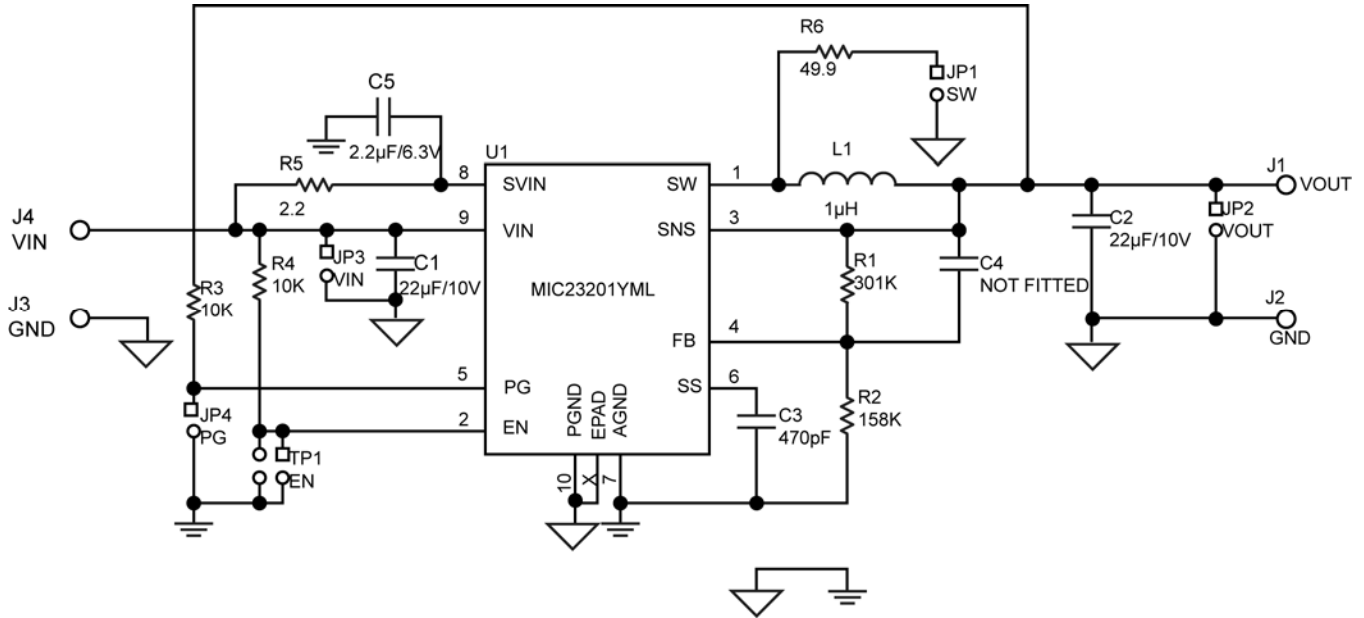 R6
49.9
JP1
SW
C5
2.2µF/6.3V
U1
L1
1µH
R5
2.2
8
SVIN
SW
1
J1
VOUT
J4
VIN
9
VIN
SNS
3
C2
22µF/10V
JP2
VOUT
R4
10K
JP3
VIN
C1
22µF/10V
MIC23201YML
R1
301K
C4
NOT FITTED
R3
10K
J3
GND
FB
4
J2
GND
5
PG
SS
6
JP4
PG
C3
470pF
R2
158K
2
EN
PGND
EPAD
AGND
TP1
EN
10
X
7